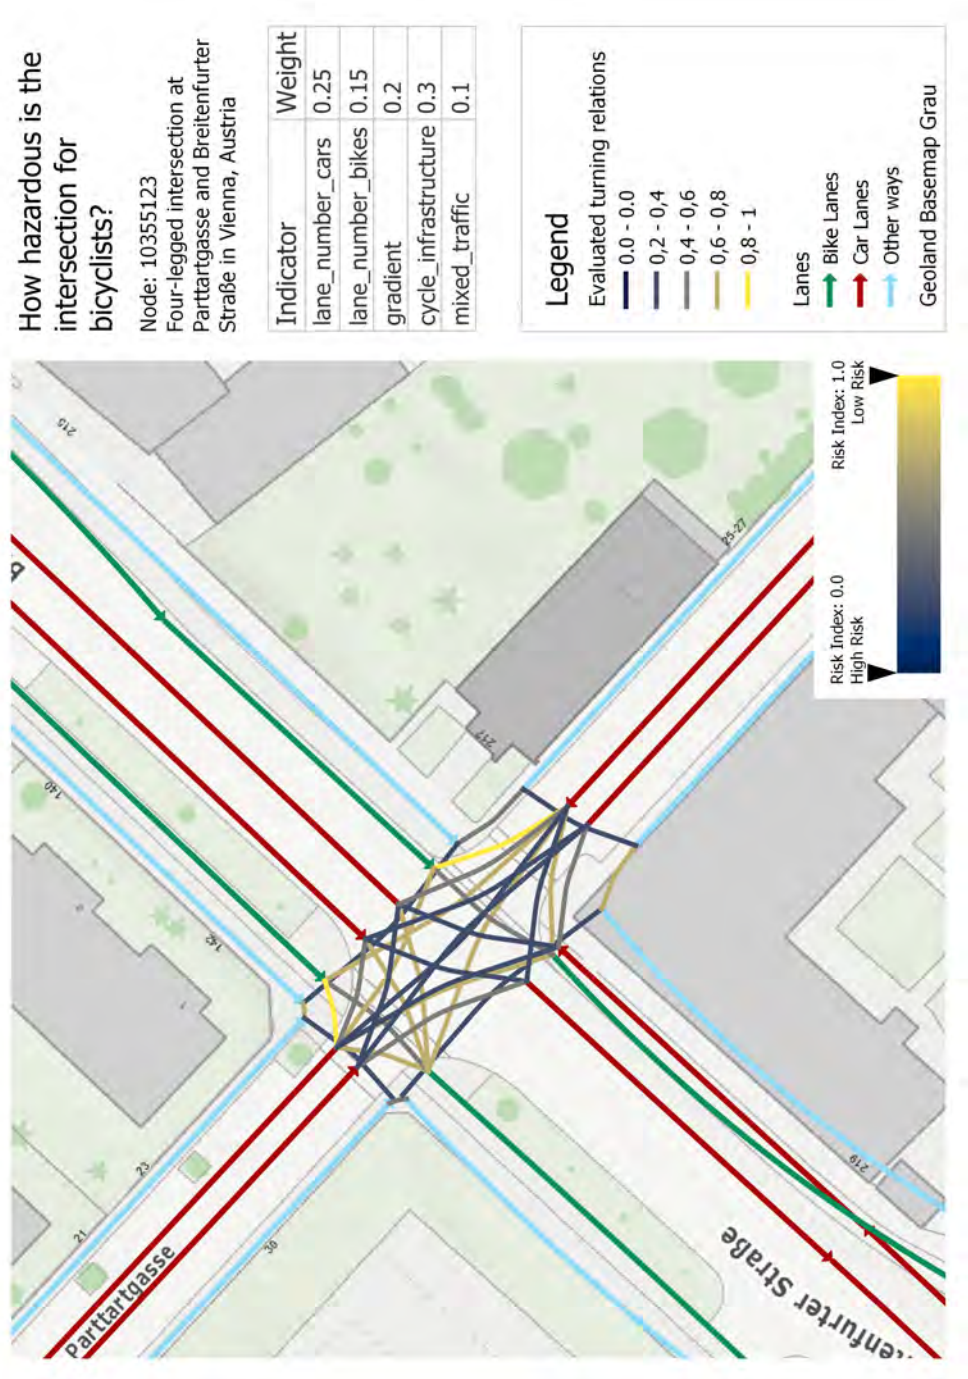 How hazardous is the
intersection for
bicyclists?
Node: 10355123
Four-legged intersection at
Parttartgasse and Breitenfurter
Straße in Vienna, Austria
Indicator Weight
lane_number_cars 0.25
lane_number_bikes 0.15
gradient 0.2
cycle_infrastructure 0.3
mixed_traffic 0.1
Legend
Evaluated turning relations
0.0 - 0.0
0,2 - 0,4
0,4 - 0,6
0,6 - 0,8
0,8 - 1
Lanes
Bike Lanes
Car Lanes
Other ways
Geoland Basemap Grau
Risk Index: 0.0
High Risk
Risk Index: 1.0
Low Risk
215
140
142
217
25-27
23
21
30
219
Parttartgasse
enfurter Straße